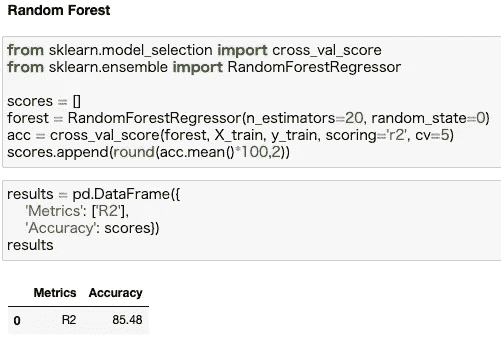 Random Forest
from sklearn.model_selection import cross_val_score
from sklearn.ensemble import RandomForestRegressor
scores = []
forest = RandomForestRegressor(n_estimators=20, random_state=0)
acc = cross_val_score(forest, X_train, y_train, scoring='r2', cv=5)
scores.append(round(acc.mean()*100,2))
results = pd.DataFrame({
    'Metrics': ['R2'],
    'Accuracy': scores})
results
Metrics Accuracy
0 R2 85.48